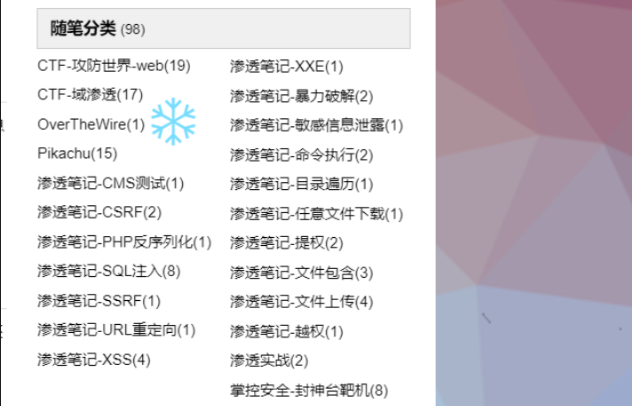 随笔分类 (98)
CTF-攻防世界-web(19)
CTF-域渗透(17)
OverTheWire(1)
Pikachu(15)
渗透笔记-CMS测试(1)
渗透笔记-CSRF(2)
渗透笔记-PHP反序列化(1)
渗透笔记-SQL注入(8)
渗透笔记-SSRF(1)
渗透笔记-URL重定向(1)
渗透笔记-XSS(4)
渗透笔记-XXE(1)
渗透笔记-暴力破解(2)
渗透笔记-敏感信息泄露(1)
渗透笔记-命令执行(2)
渗透笔记-目录遍历(1)
渗透笔记-任意文件下载(1)
渗透笔记-提权(2)
渗透笔记-文件包含(3)
渗透笔记-文件上传(4)
渗透笔记-越权(1)
渗透实战(2)
掌控安全-封神台靶机(8)